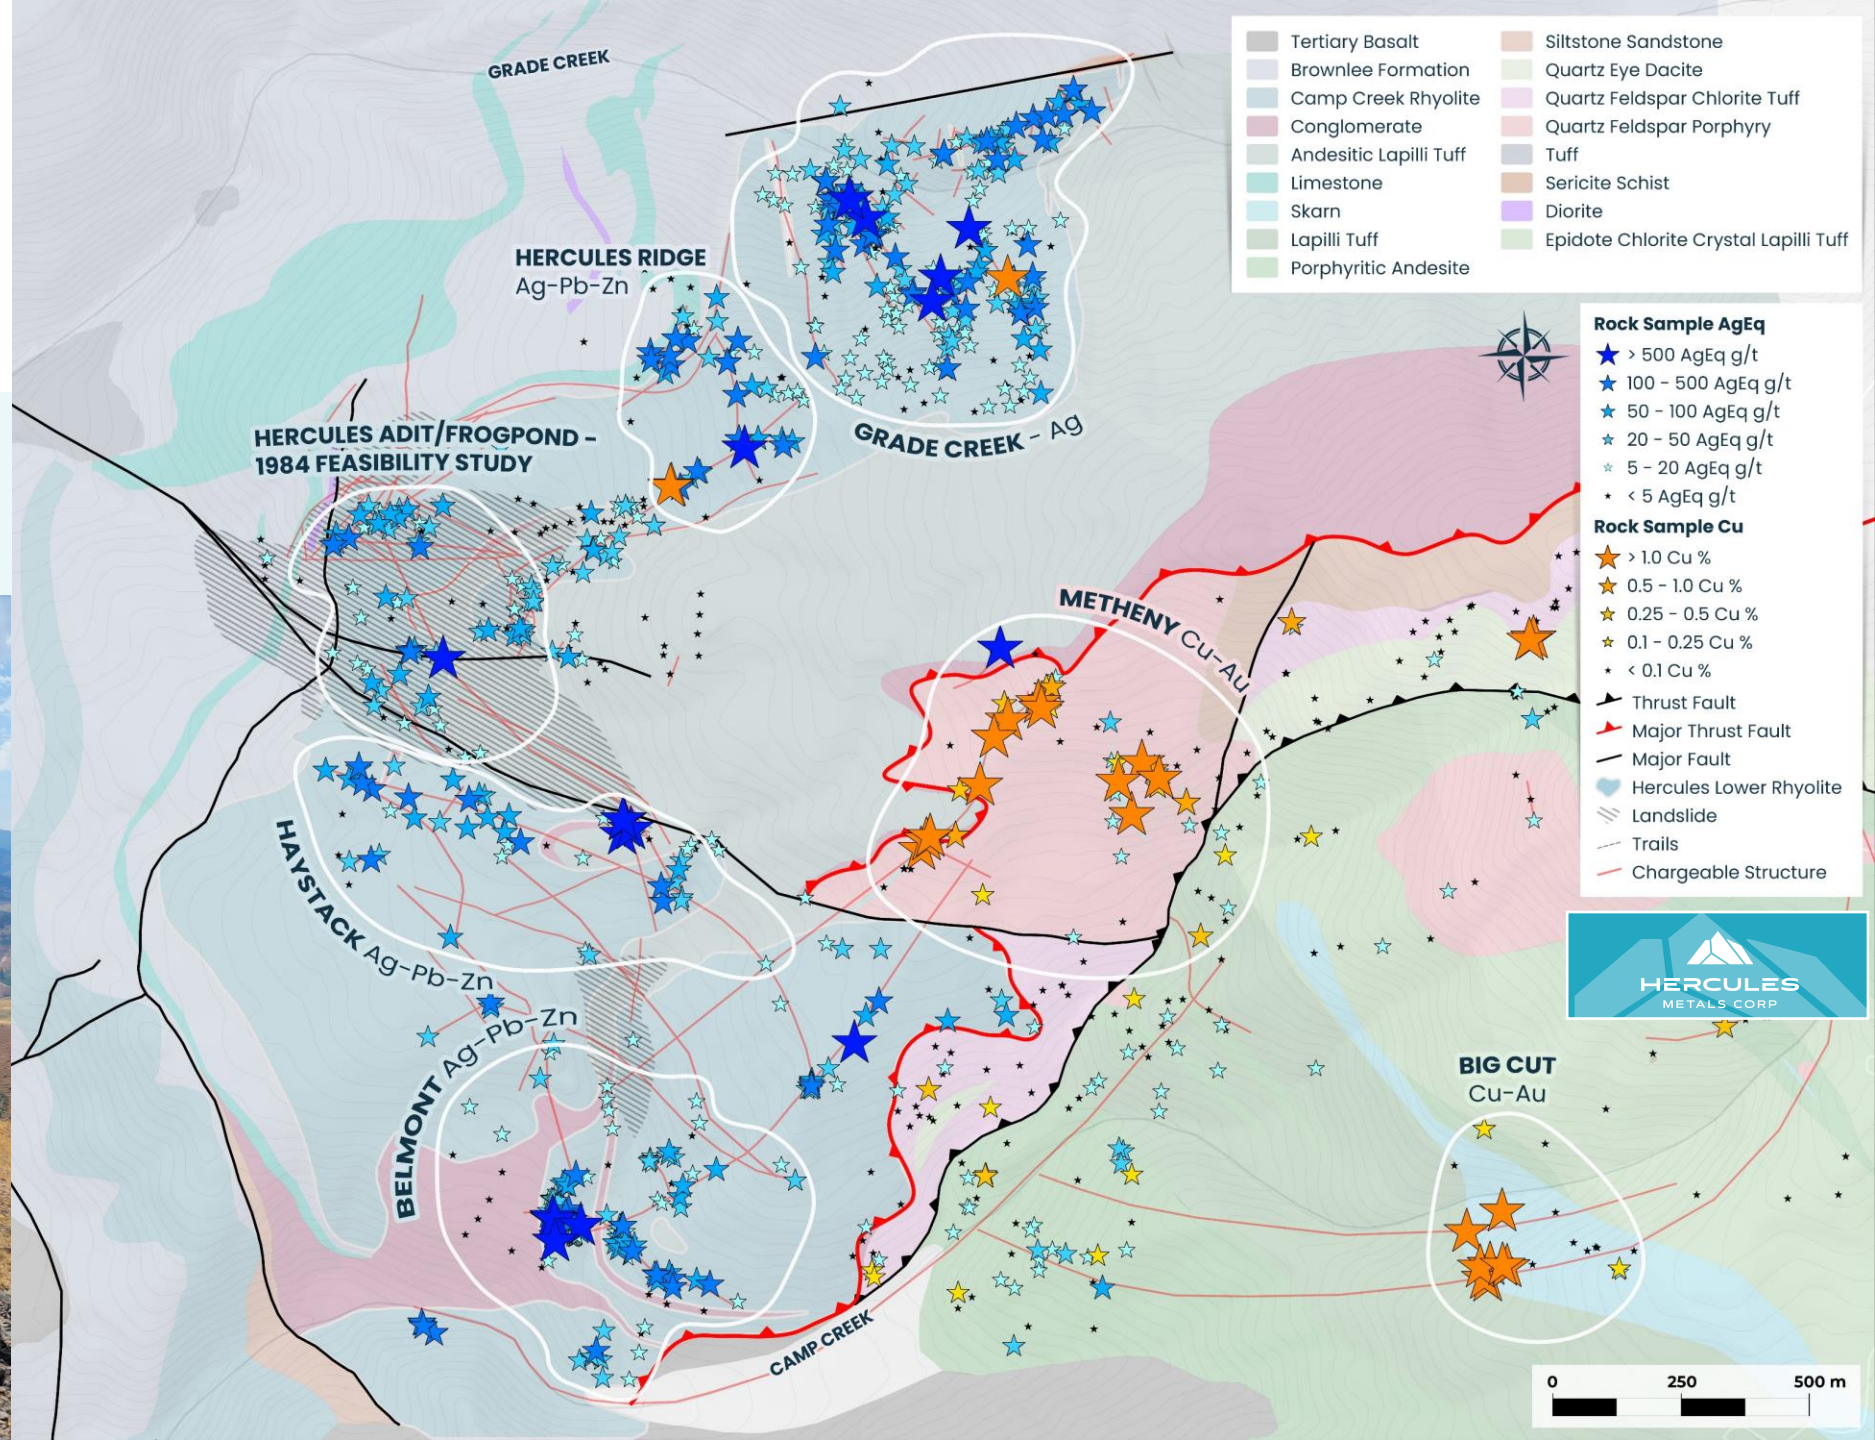 GRADE CREEK
HERCULES RIDGE
Ag-Pb-Zn
GRADE CREEK - Ag
HERCULES ADIT/FROGPOND -
1984 FEASIBILITY STUDY
METHENY Cu-Au
HAYSTACK Ag-Pb-Zn
BELMONT Ag-Pb-Zn
BIG CUT
Cu-Au
CAMP CREEK
Tertiary Basalt
Brownlee Formation
Camp Creek Rhyolite
Conglomerate
Andesitic Lapilli Tuff
Limestone
Skarn
Lapilli Tuff
Porphyritic Andesite
Siltstone Sandstone
Quartz Eye Dacite
Quartz Feldspar Chlorite Tuff
Quartz Feldspar Porphyry
Tuff
Sericite Schist
Diorite
Epidote Chlorite Crystal Lapilli Tuff
Rock Sample AgEq
> 500 AgEq g/t
100 - 500 AgEq g/t
50 - 100 AgEq g/t
20 - 50 AgEq g/t
5 - 20 AgEq g/t
< 5 AgEq g/t
Rock Sample Cu
> 1.0 Cu %
0.5 - 1.0 Cu %
0.25 - 0.5 Cu %
0.1 - 0.25 Cu %
< 0.1 Cu %
Thrust Fault
Major Thrust Fault
Major Fault
Hercules Lower Rhyolite
Landslide
Trails
Chargeable Structure
HERCULES
METALS CORP
0 250 500 m